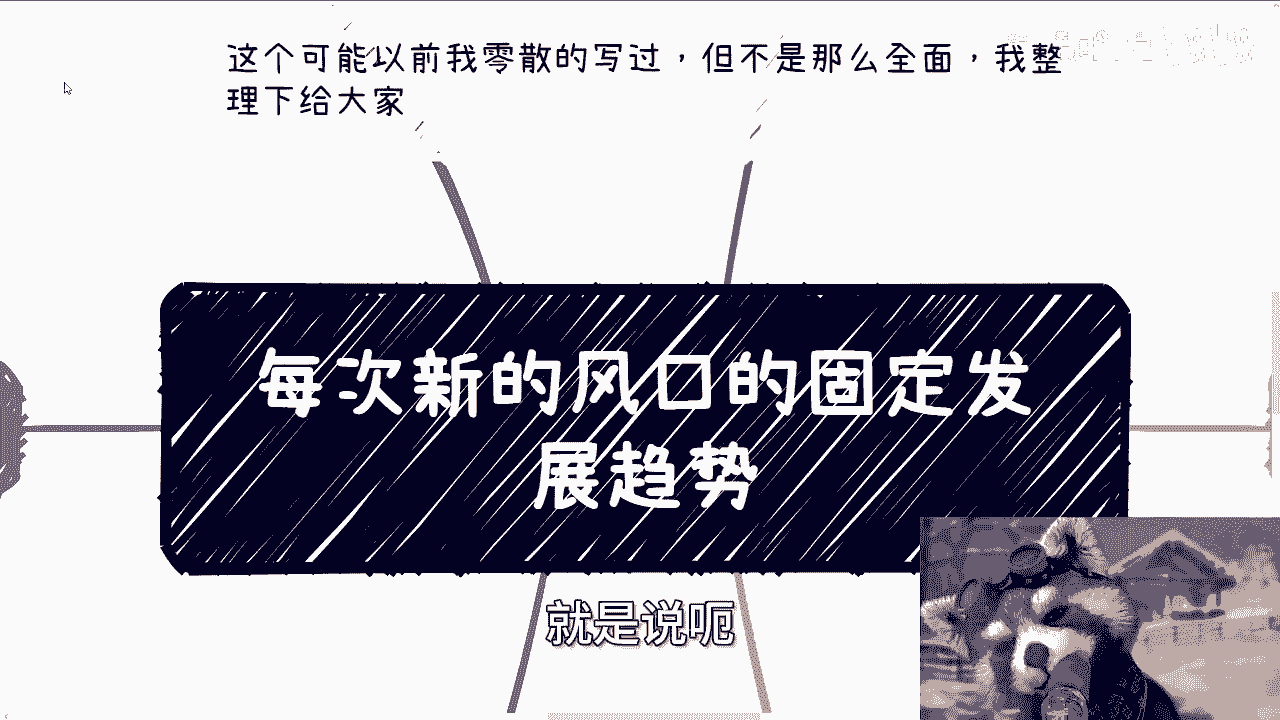 这个可能以前我零散的写过，但不是那么全面，我整
理下给大家
每次新的风口的固定发
展趋势
就是说呃